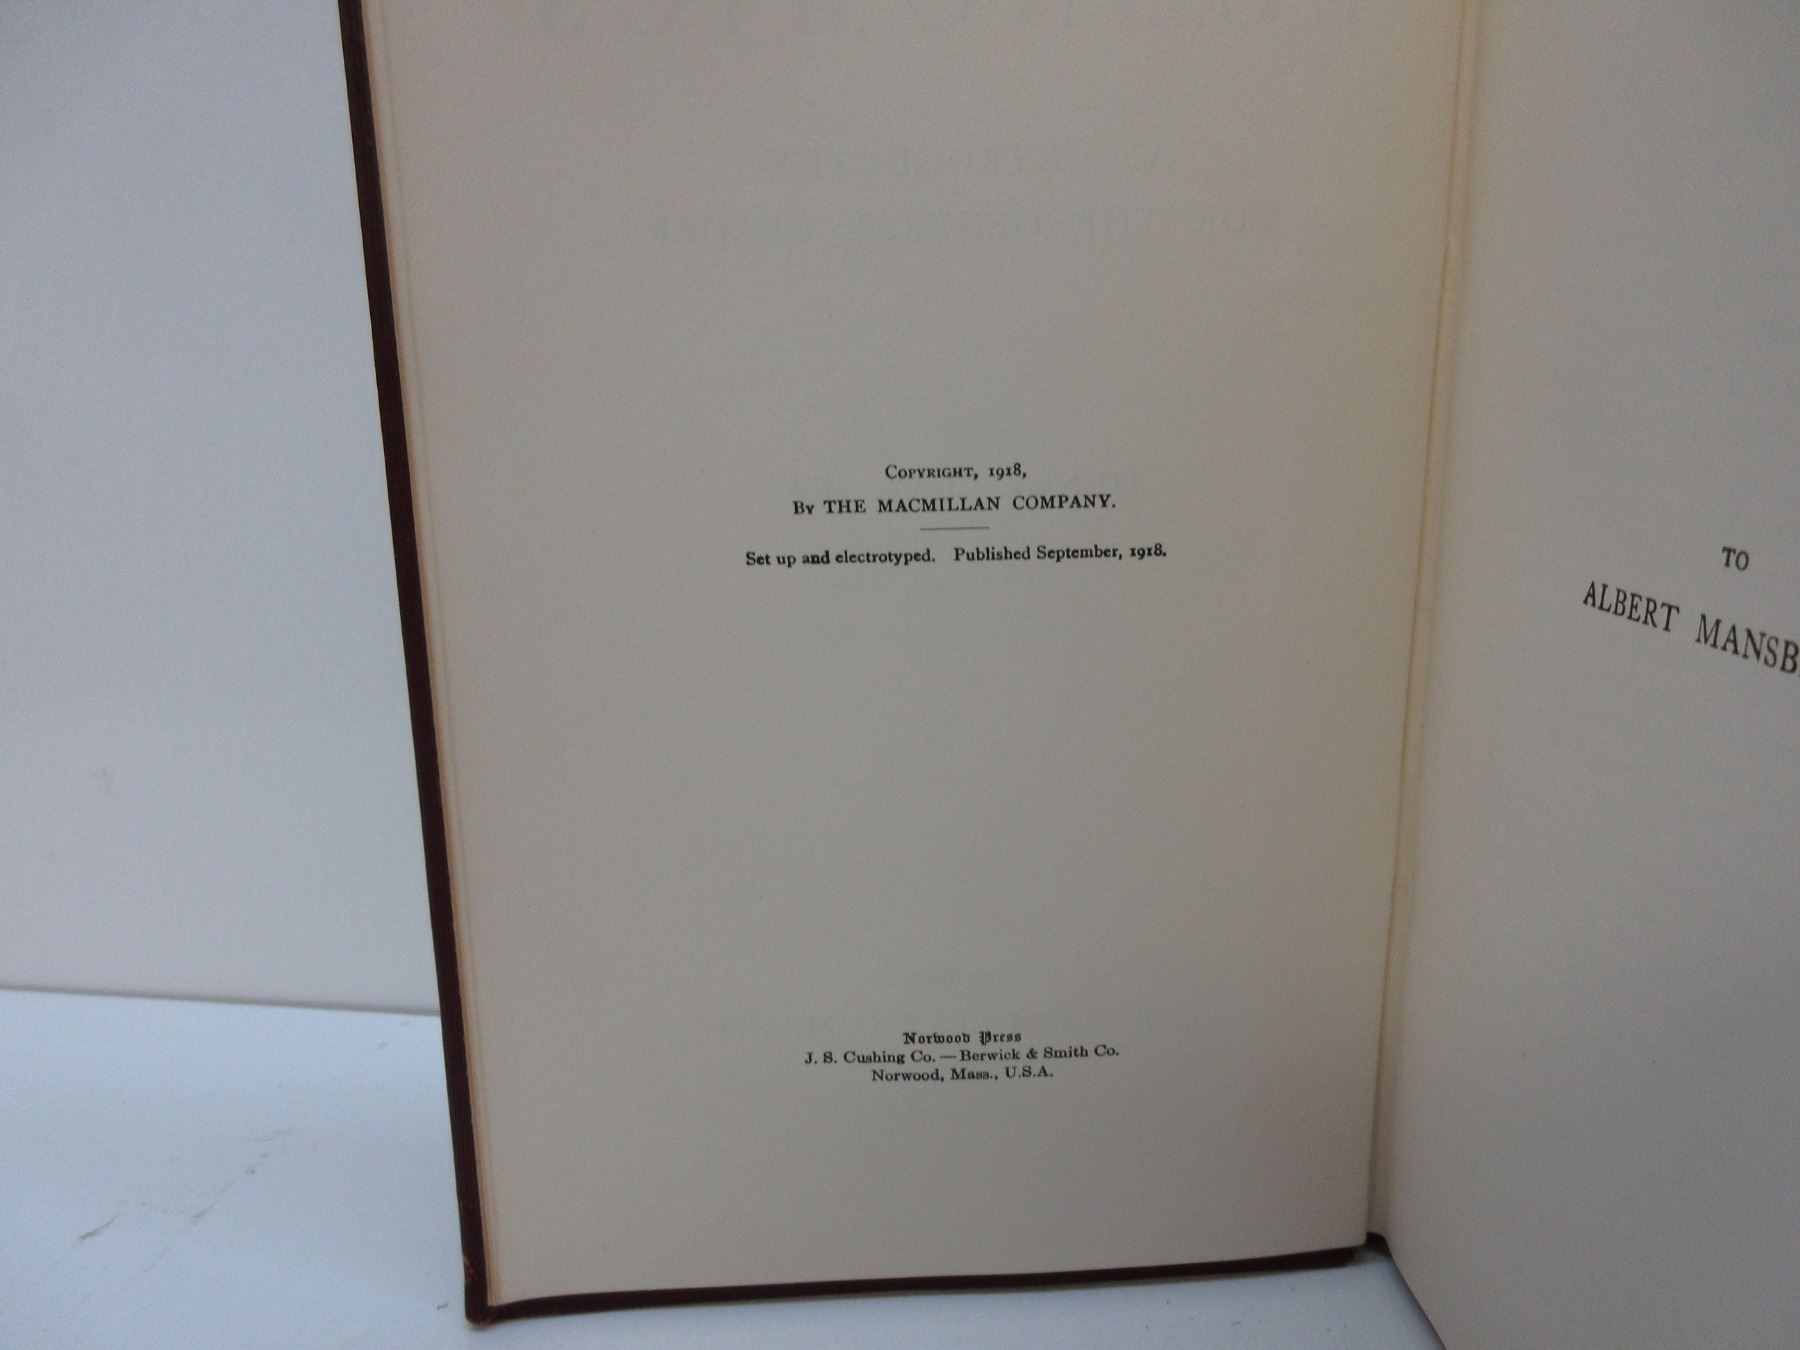 Copyright, 1918,
By THE MACMILLAN COMPANY.
Set up and electrotyped. Published September, 1918.
Norwood Press
J. S. Cushing Co. — Berwick & Smith Co.
Norwood, Mass., U.S.A.
TO
ALBERT MANSB